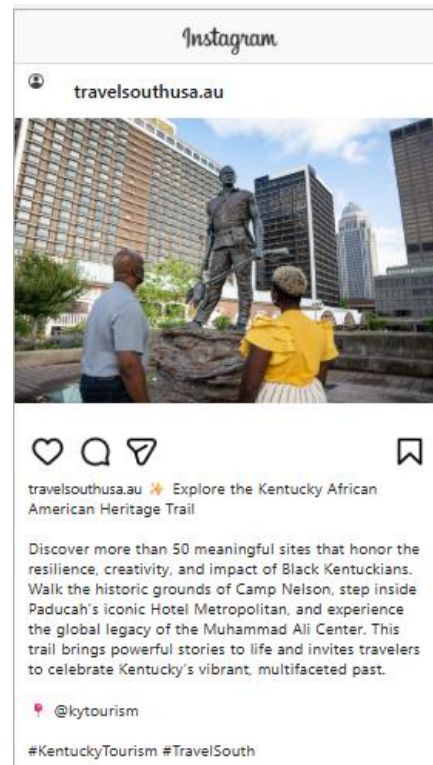 Instagram
travelsouthusa.au
travelsouthusa.au ✨ Explore the Kentucky African
American Heritage Trail
Discover more than 50 meaningful sites that honor the
resilience, creativity, and impact of Black Kentuckians.
Walk the historic grounds of Camp Nelson, step inside
Paducah's iconic Hotel Metropolitan, and experience
the global legacy of the Muhammad Ali Center. This
trail brings powerful stories to life and invites travelers
to celebrate Kentucky's vibrant, multifaceted past.
📍 @kytourism
#KentuckyTourism #TravelSouth